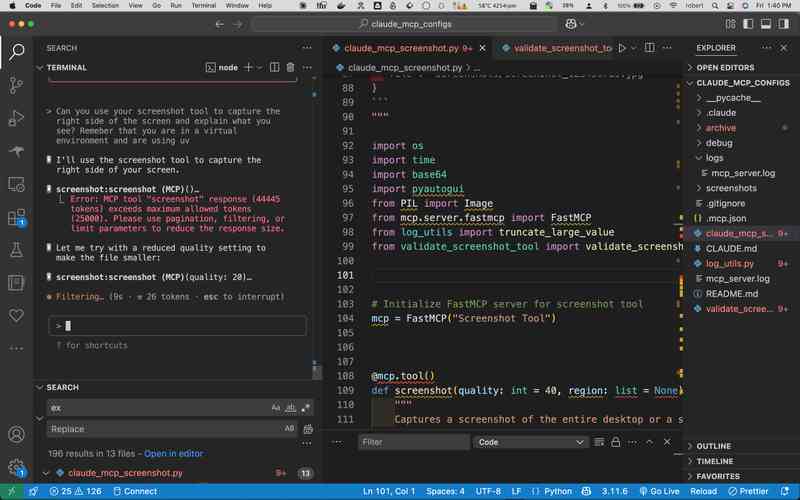 Code File Edit Selection View Go Run Terminal Window Help
58°C 4254rpm
100%
robert
Fri 1:40 PM
claude_mcp_configs
SEARCH
TERMINAL
node
> Can you use your screenshot tool to capture the
right side of the screen and explain what you
see? Remeber that you are in a virtual
environment and are using uv
I'll use the screenshot tool to capture the
right side of your screen.
screenshot:screenshot (MCP)()…
Error: MCP tool "screenshot" response (44445
tokens) exceeds maximum allowed tokens
(25000). Please use pagination, filtering, or
limit parameters to reduce the response size.
Let me try with a reduced quality setting to
make the file smaller:
screenshot:screenshot (MCP)(quality: 20)…
Filtering… (9s · 26 tokens · esc to interrupt)
>
? for shortcuts
SEARCH
ex
Aa ab
Replace
AB
196 results in 13 files - Open in editor
claude_mcp_screenshot.py 9+ 13
claude_mcp_screenshot.py 9+
validate_screenshot_to
claude_mcp_screenshot.py > …
88 }
89 ```
90 """
91
92 import os
93 import time
94 import base64
95 import pyautogui
96 from PIL import Image
97 from mcp.server.fastmcp import FastMCP
98 from log_utils import truncate_large_value
99 from validate_screenshot_tool import validate_screensh
100
101
102
103 # Initialize FastMCP server for screenshot tool
104 mcp = FastMCP("Screenshot Tool")
105
106
107
108 @mcp.tool()
109 def screenshot(quality: int = 40, region: list = None)
110 """
111 Captures a screenshot of the entire desktop or a s
Filter
Code
EXPLORER
OPEN EDITORS
CLAUDE_MCP_CONFIGS
__pycache__
.claude
archive
debug
logs
mcp_server.log
screenshots
.gitignore
.mcp.json
claude_mcp_s... 9+
CLAUDE.md
log_utils.py 9+
mcp_server.log
README.md
validate_scree... 9+
OUTLINE
TIMELINE
FAVORITES
25 126
Connect
Ln 101, Col 1
Spaces: 4
UTF-8
LF
Python
3.11.6
Go Live
Reload
Prettier